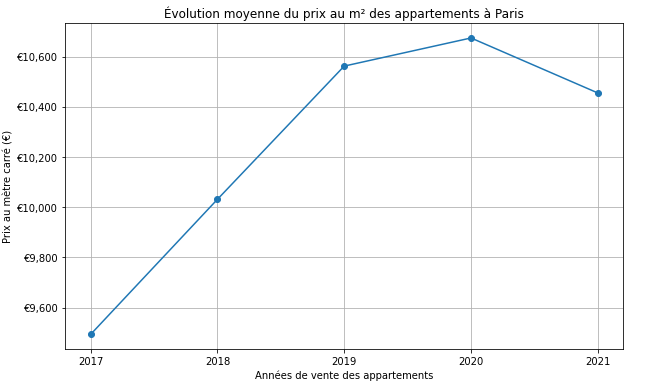 Évolution moyenne du prix au m² des appartements à Paris
€10,600
€10,400
€10,200
€10,000
€9,800
€9,600
Prix au mètre carré (€)
2017 2018 2019 2020 2021
Années de vente des appartements